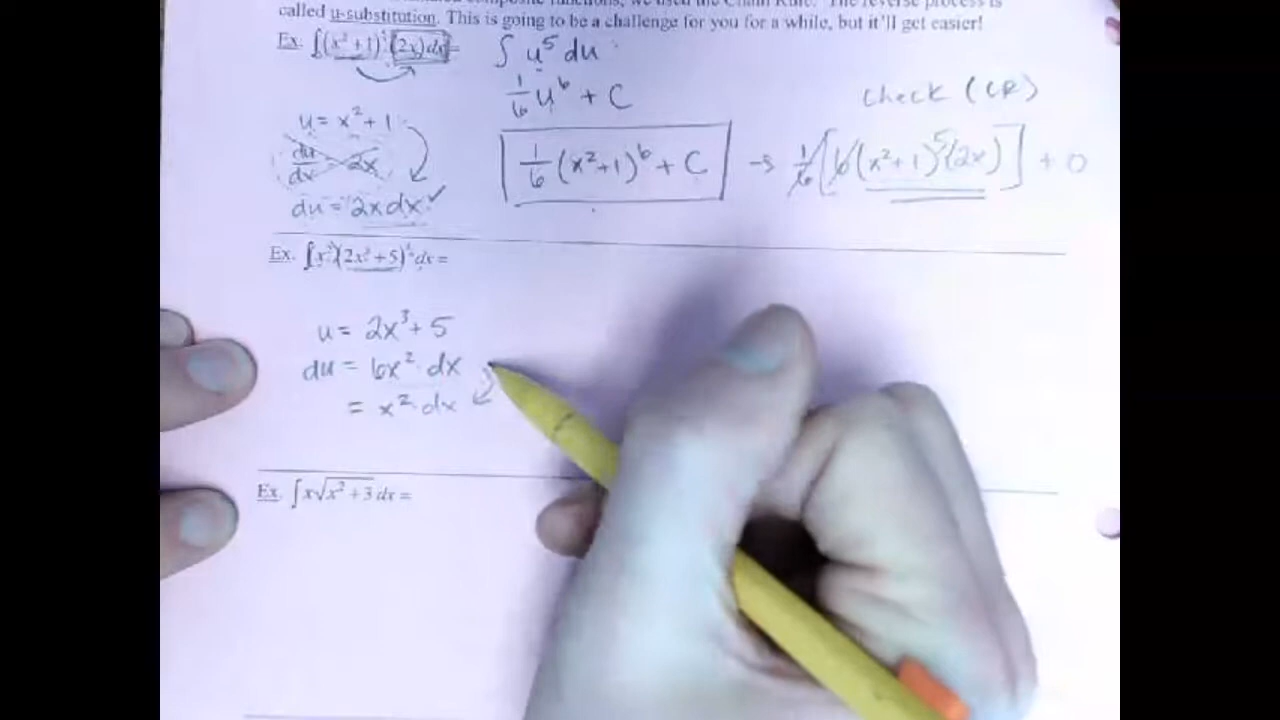 called u-substitution. This is going to be a challenge for you for a while, but it'll get easier!
Ex. ∫(x² + 1)⁵(2x)dx =
∫ u⁵ du
1/6 u⁶ + C
check (CR)
u = x² + 1
du/dx = 2x
du = 2x dx ✓
1/6 (x²+1)⁶ + C → 1/6 [6(x²+1)⁵(2x)] + 0
Ex. ∫x²(2x³ + 5) dx =
u = 2x³ + 5
du = 6x² dx
= x² dx
Ex. ∫x√(x² + 3) dx =